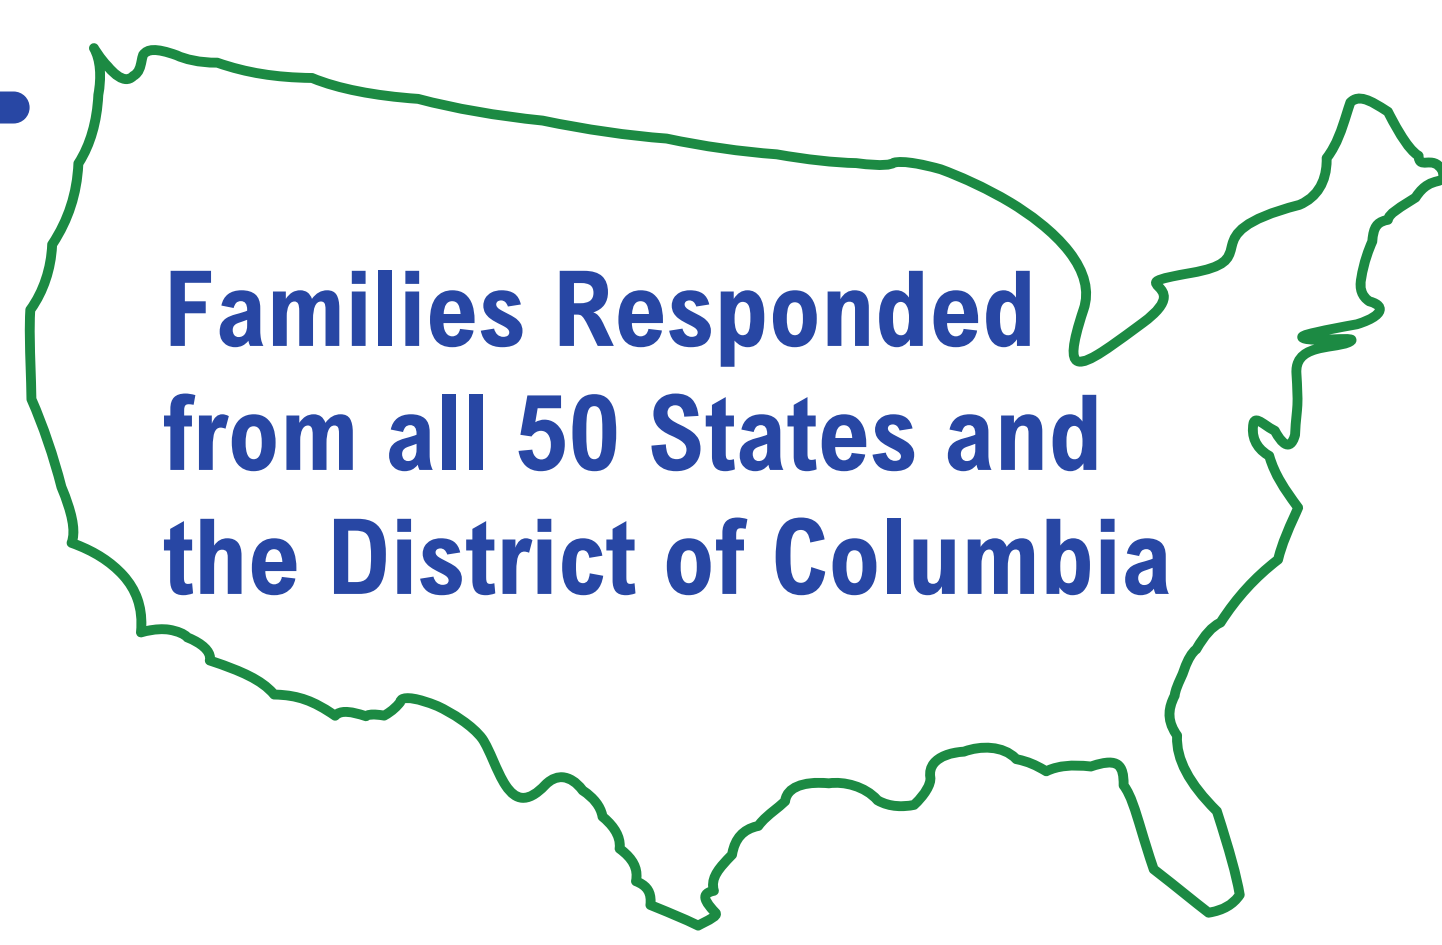 Families Responded
from all 50 States and
the District of Columbia